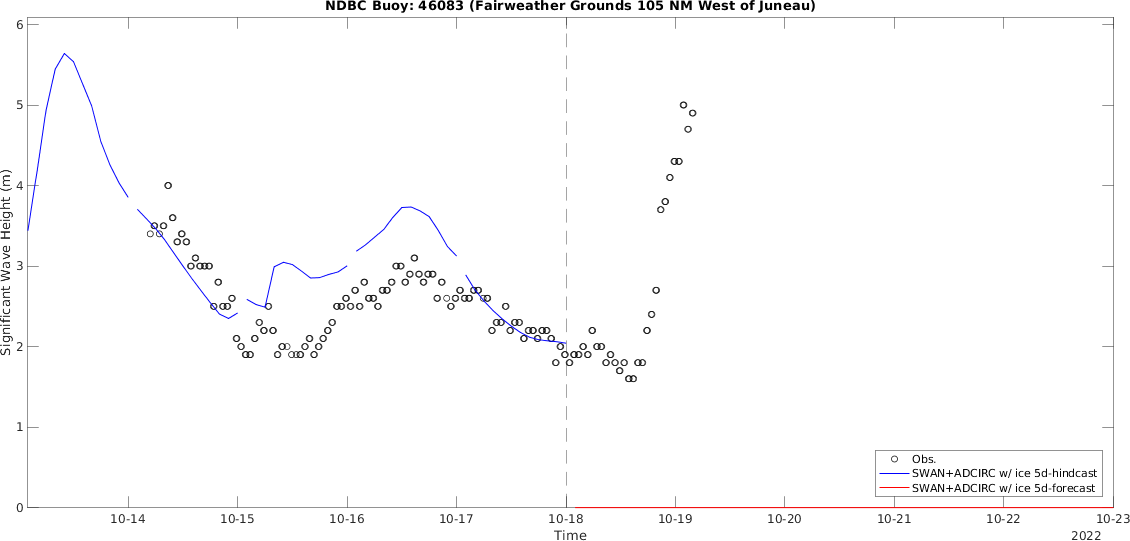 NDBC Buoy: 46083 (Fairweather Grounds 105 NM West of Juneau)
Significant Wave Height (m)
6
5
4
3
2
1
0
Obs.
SWAN+ADCIRC w/ ice 5d-hindcast
SWAN+ADCIRC w/ ice 5d-forecast
10-14 10-15 10-16 10-17 10-18 10-19 10-20 10-21 10-22 10-23
Time 2022